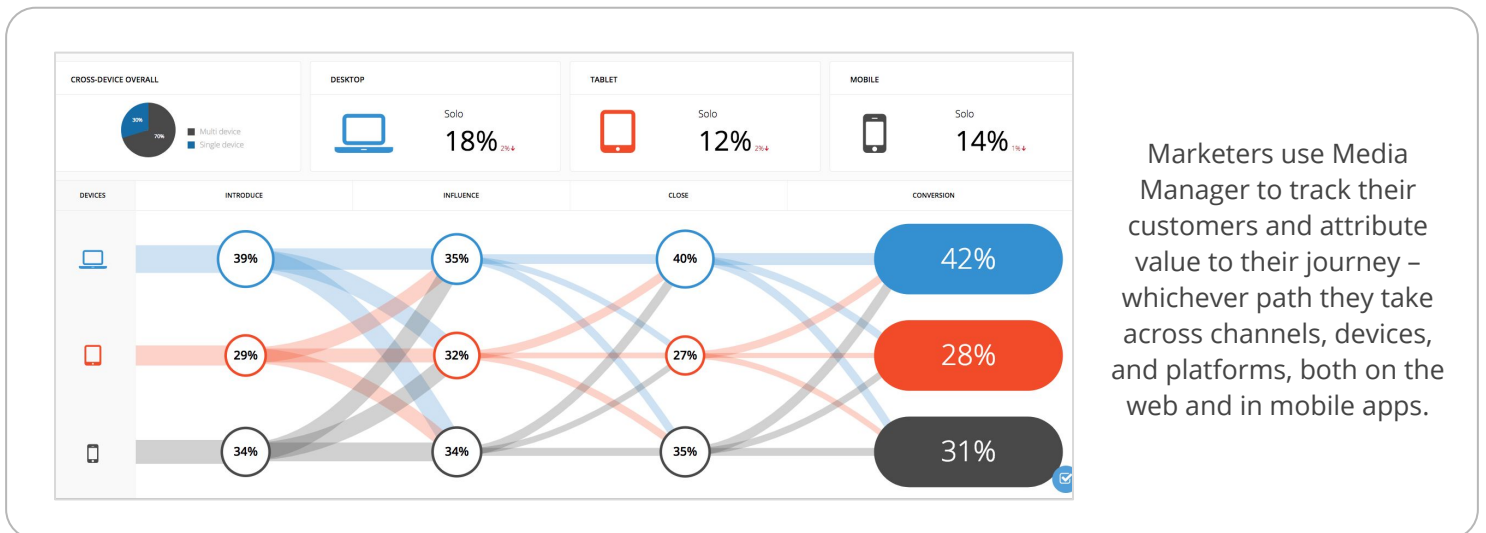 CROSS-DEVICE OVERALL
30%
70%
Multi device
Single device
DESKTOP
Solo
18% 2%↓
TABLET
Solo
12% 2%↓
MOBILE
Solo
14% 1%↓
DEVICES INTRODUCE INFLUENCE CLOSE CONVERSION
39% 35% 40% 42%
29% 32% 27% 28%
34% 34% 35% 31%
Marketers use Media
Manager to track their
customers and attribute
value to their journey –
whichever path they take
across channels, devices,
and platforms, both on the
web and in mobile apps.